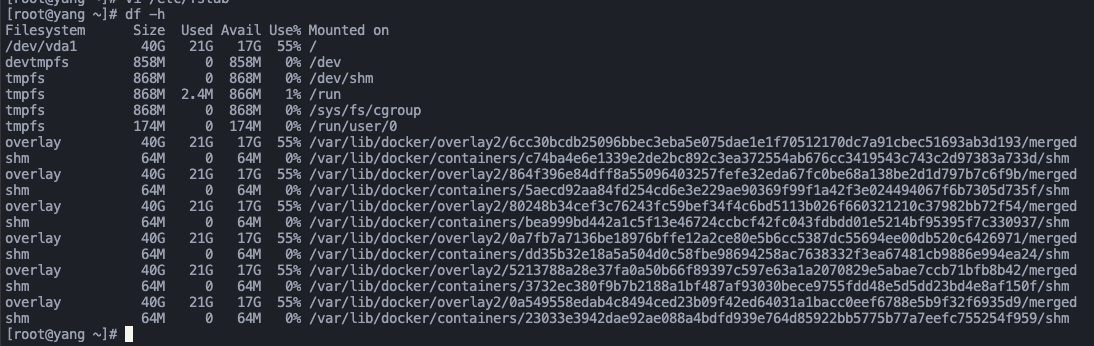 [root@yang ~]# vi /etc/fstab
[root@yang ~]# df -h
Filesystem      Size  Used Avail Use% Mounted on
/dev/vda1        40G   21G   17G  55% /
devtmpfs        858M     0  858M   0% /dev
tmpfs           868M     0  868M   0% /dev/shm
tmpfs           868M  2.4M  866M   1% /run
tmpfs           868M     0  868M   0% /sys/fs/cgroup
tmpfs           174M     0  174M   0% /run/user/0
overlay          40G   21G   17G  55% /var/lib/docker/overlay2/6cc30bcdb25096bbec3eba5e075dae1e1f70512170dc7a91cbec51693ab3d193/merged
shm              64M     0   64M   0% /var/lib/docker/containers/c74ba4e6e1339e2de2bc892c3ea372554ab676cc3419543c743c2d97383a733d/shm
overlay          40G   21G   17G  55% /var/lib/docker/overlay2/864f396e84dff8a55096403257fefe32eda67fc0be68a138be2d1d797b7c6f9b/merged
shm              64M     0   64M   0% /var/lib/docker/containers/5aecd92aa84fd254cd6e3e229ae90369f99f1a42f3e024494067f6b7305d735f/shm
overlay          40G   21G   17G  55% /var/lib/docker/overlay2/80248b34cef3c76243fc59bef34f4c6bd5113b026f660321210c37982bb72f54/merged
shm              64M     0   64M   0% /var/lib/docker/containers/bea999bd442a1c5f13e46724ccbcf42fc043fdbdd01e5214bf95395f7c330937/shm
overlay          40G   21G   17G  55% /var/lib/docker/overlay2/0a7fb7a7136be18976bffe12a2ce80e5b6cc5387dc55694ee00db520c6426971/merged
shm              64M     0   64M   0% /var/lib/docker/containers/dd35b32e18a5a504d0c58fbe98694258ac7638332f3ea67481cb9886e994ea24/shm
overlay          40G   21G   17G  55% /var/lib/docker/overlay2/5213788a28e37fa0a50b66f89397c597e63a1a2070829e5abae7ccb71bfb8b42/merged
shm              64M     0   64M   0% /var/lib/docker/containers/3732ec380f9b7b2188a1bf487af93030bece9755fdd48e5d5dd23bd4e8af150f/shm
overlay          40G   21G   17G  55% /var/lib/docker/overlay2/0a549558edab4c8494ced23b09f42ed64031a1bacc0eef6788e5b9f32f6935d9/merged
shm              64M     0   64M   0% /var/lib/docker/containers/23033e3942dae92ae088a4bdfd939e764d85922bb5775b77a7eefc755254f959/shm
[root@yang ~]#